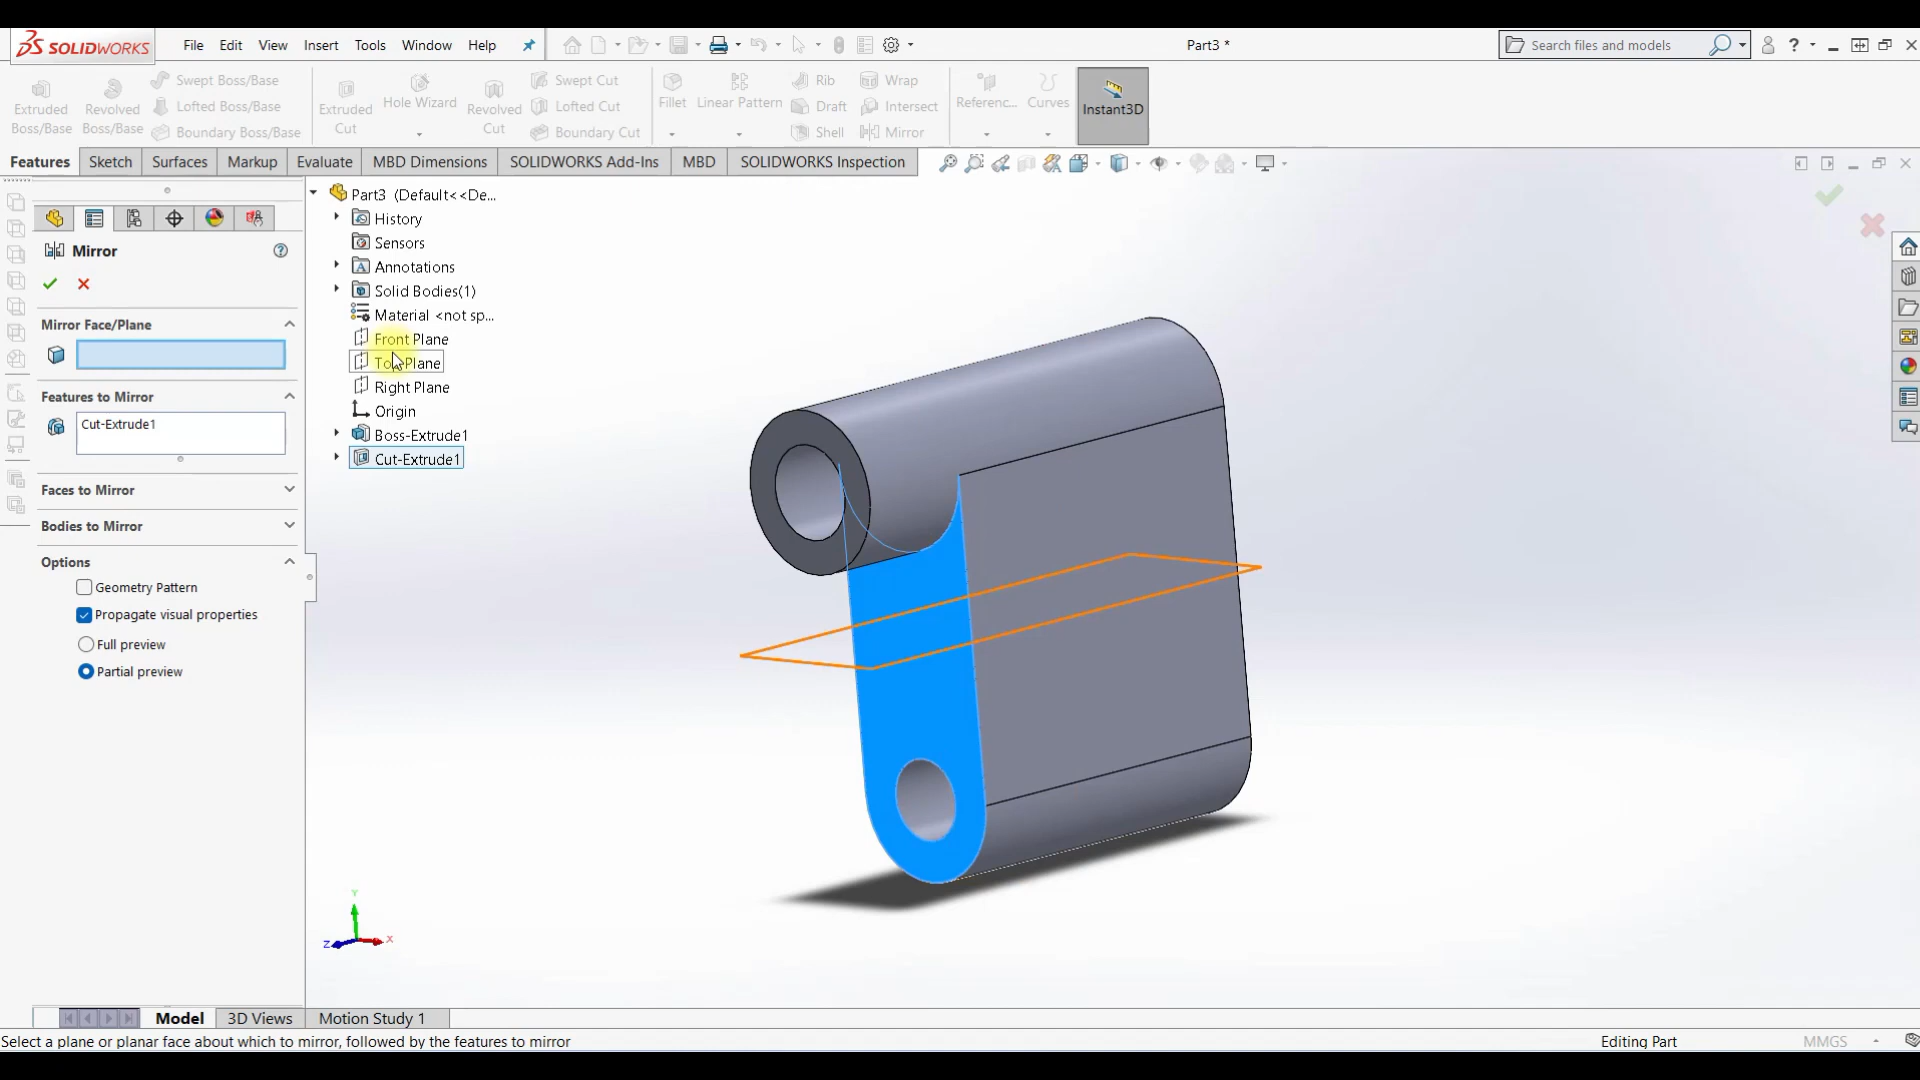 SOLIDWORKS File Edit View Insert Tools Window Help Part3 * Search files and models ?
Extruded Boss/Base
Revolved Boss/Base
Swept Boss/Base
Lofted Boss/Base
Boundary Boss/Base
Extruded Cut
Hole Wizard
Revolved Cut
Swept Cut
Lofted Cut
Boundary Cut
Fillet
Linear Pattern
Rib
Draft
Shell
Wrap
Intersect
Mirror
Referenc...
Curves
Instant3D
Features Sketch Surfaces Markup Evaluate MBD Dimensions SOLIDWORKS Add-Ins MBD SOLIDWORKS Inspection
Mirror ?
Mirror Face/Plane
Features to Mirror
Cut-Extrude1
Faces to Mirror
Bodies to Mirror
Options
Geometry Pattern
Propagate visual properties
Full preview
Partial preview
Part3 (Default<<De...
History
Sensors
Annotations
Solid Bodies(1)
Material <not sp...
Front Plane
Top Plane
Right Plane
Origin
Boss-Extrude1
Cut-Extrude1
Y
Z
X
Model 3D Views Motion Study 1
Select a plane or planar face about which to mirror, followed by the features to mirror Editing Part MMGS